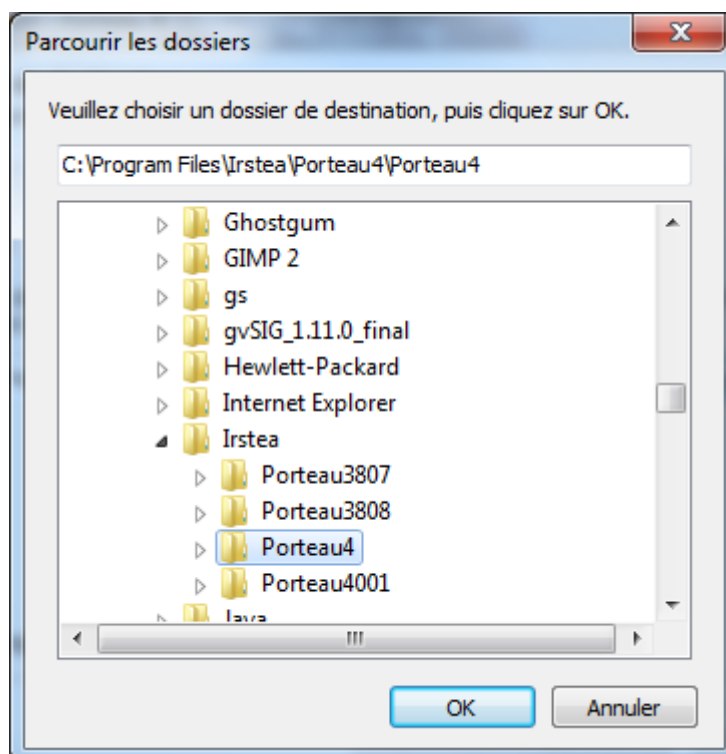 Parcourir les dossiers
Veuillez choisir un dossier de destination, puis cliquez sur OK.
C:\Program Files\Irstea\Porteau4\Porteau4
Ghostgum
GIMP 2
gs
gvSIG_1.11.0_final
Hewlett-Packard
Internet Explorer
Irstea
Porteau3807
Porteau3808
Porteau4
Porteau4001
Java
OK Annuler